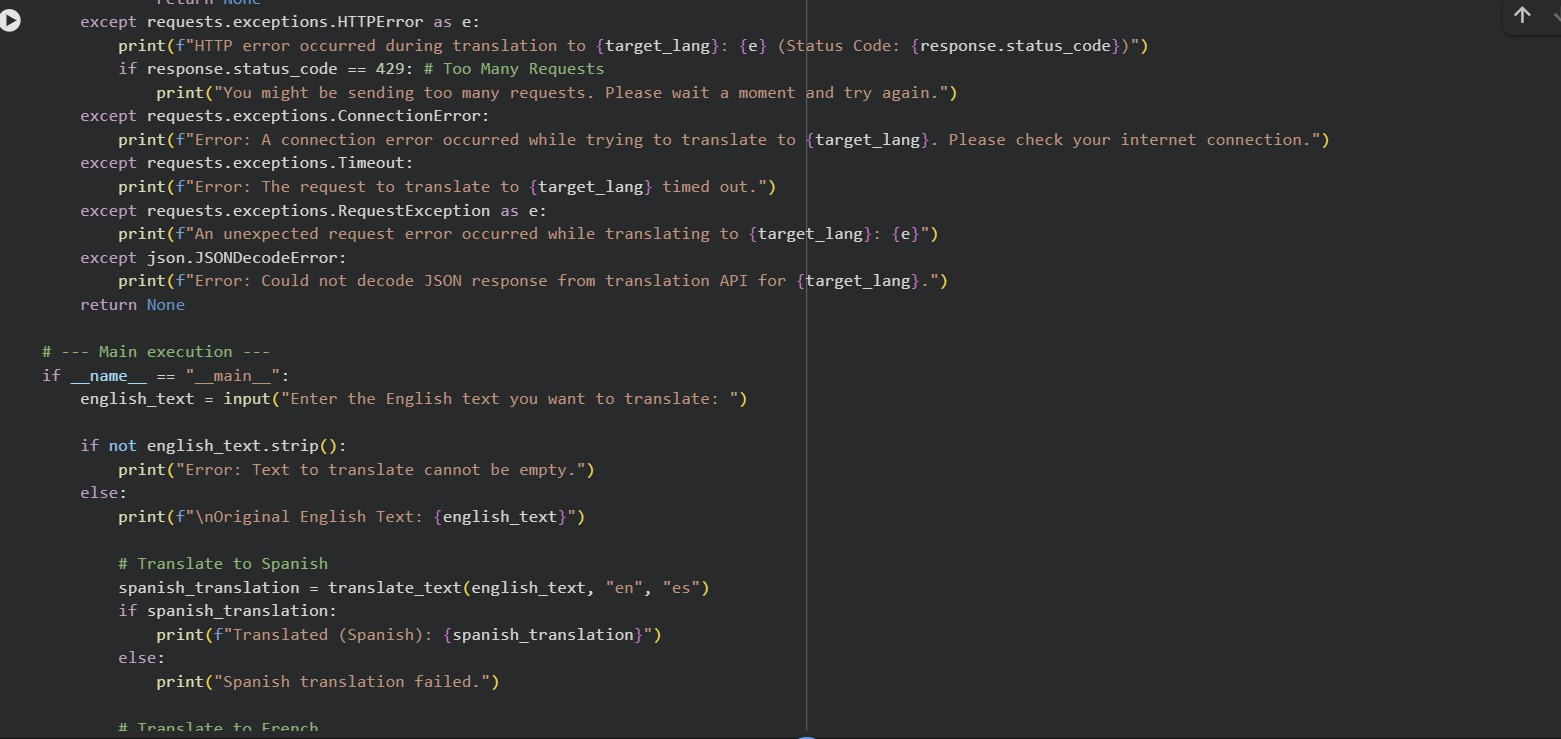 return None
except requests.exceptions.HTTPError as e:
print(f"HTTP error occurred during translation to {target_lang}: {e} (Status Code: {response.status_code})")
if response.status_code == 429: # Too Many Requests
print("You might be sending too many requests. Please wait a moment and try again.")
except requests.exceptions.ConnectionError:
print(f"Error: A connection error occurred while trying to translate to {target_lang}. Please check your internet connection.")
except requests.exceptions.Timeout:
print(f"Error: The request to translate to {target_lang} timed out.")
except requests.exceptions.RequestException as e:
print(f"An unexpected request error occurred while translating to {target_lang}: {e}")
except json.JSONDecodeError:
print(f"Error: Could not decode JSON response from translation API for {target_lang}.")
return None
# --- Main execution ---
if __name__ == "__main__":
english_text = input("Enter the English text you want to translate: ")
if not english_text.strip():
print("Error: Text to translate cannot be empty.")
else:
print(f"\nOriginal English Text: {english_text}")
# Translate to Spanish
spanish_translation = translate_text(english_text, "en", "es")
if spanish_translation:
print(f"Translated (Spanish): {spanish_translation}")
else:
print("Spanish translation failed.")
# Translate to French